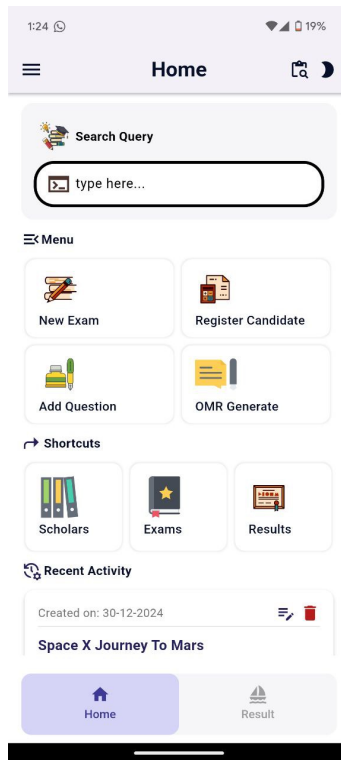 1:24 19%
Home
Search Query
type here...
Menu
New Exam
Register Candidate
Add Question
OMR Generate
Shortcuts
Scholars
Exams
Results
Recent Activity
Created on: 30-12-2024
Space X Journey To Mars
Home
Result